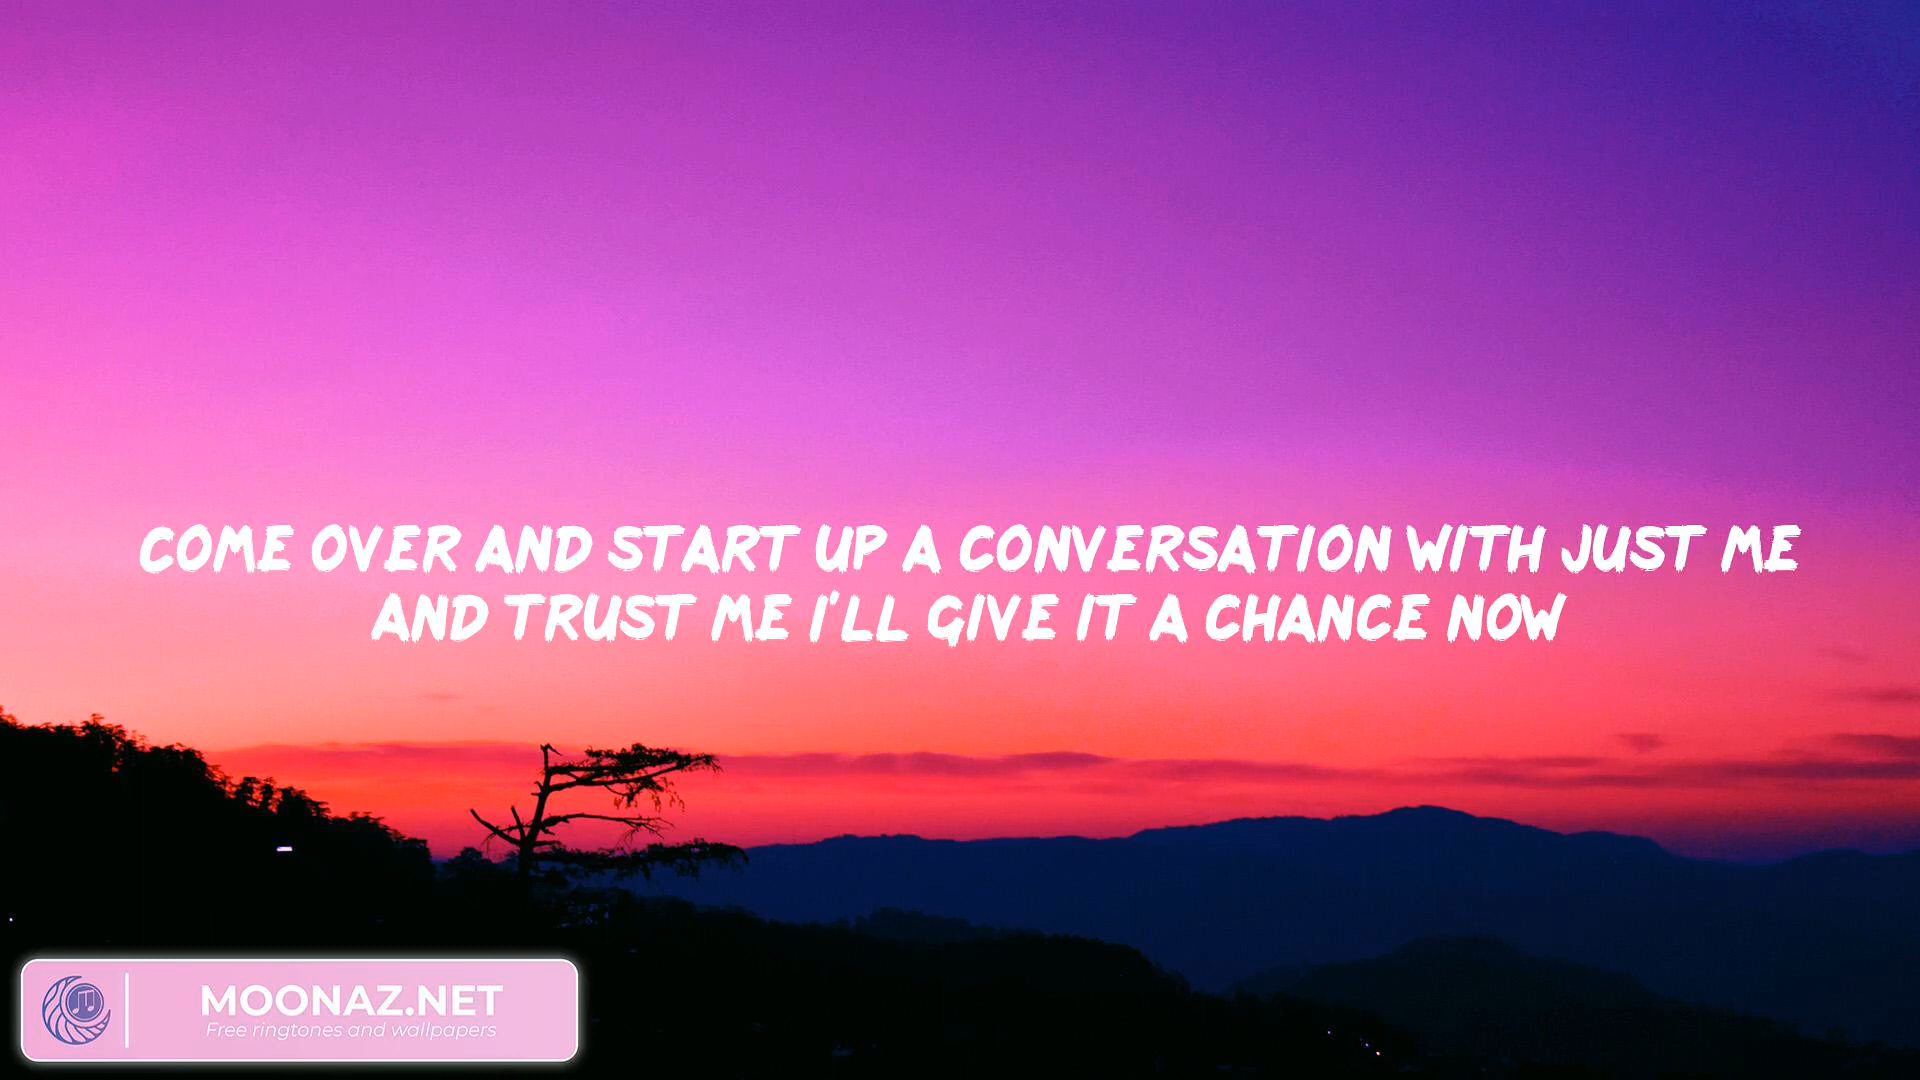 COME OVER AND START UP A CONVERSATION WITH JUST ME
AND TRUST ME I'LL GIVE IT A CHANCE NOW
MOONAZ.NET
Free ringtones and wallpapers